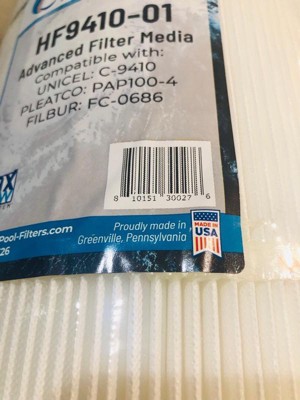 HF9410-01
Advanced Filter Media
Compatible with:
UNICEL: C-9410
PLEATCO: PAP100-4
FILBUR: FC-0686
8 10151 30027 6
Pool-Filters.com
26
Proudly made in
Greenville, Pennsylvania
MADE IN
USA